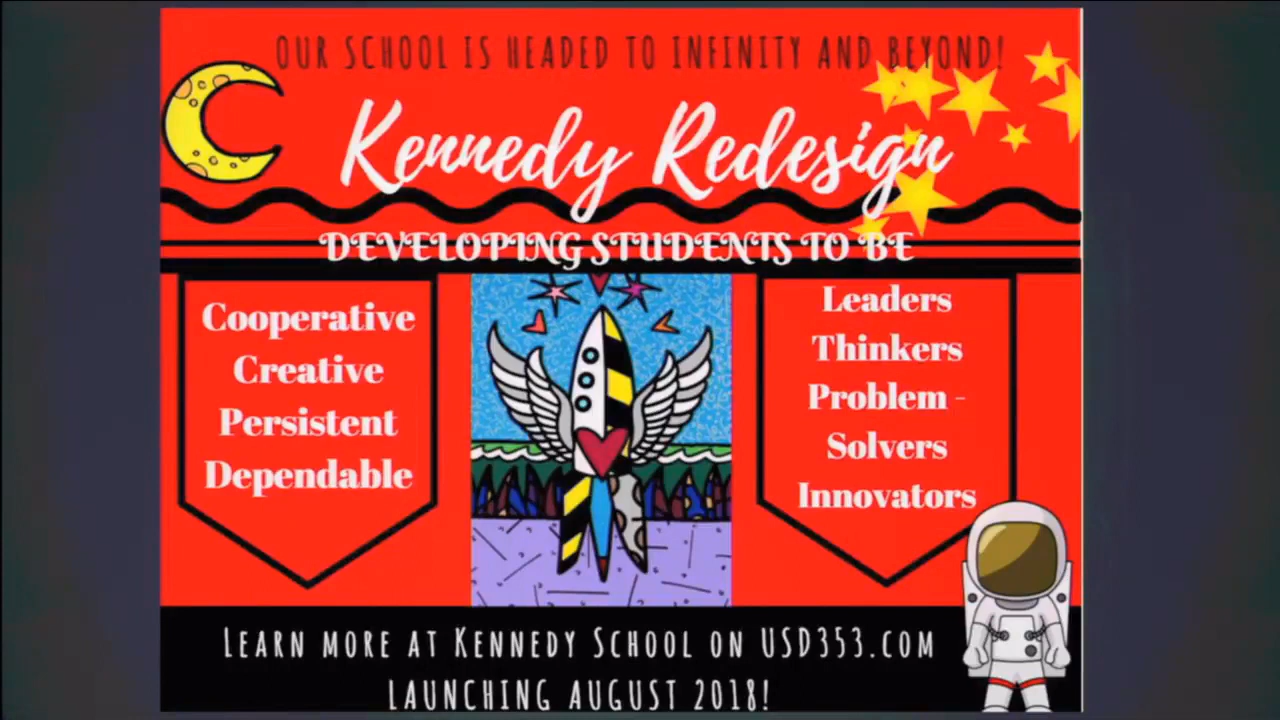 OUR SCHOOL IS HEADED TO INFINITY AND BEYOND!
Kennedy Redesign
DEVELOPING STUDENTS TO BE
Cooperative
Creative
Persistent
Dependable
Leaders
Thinkers
Problem -
Solvers
Innovators
LEARN MORE AT KENNEDY SCHOOL ON USD353.COM
LAUNCHING AUGUST 2018!